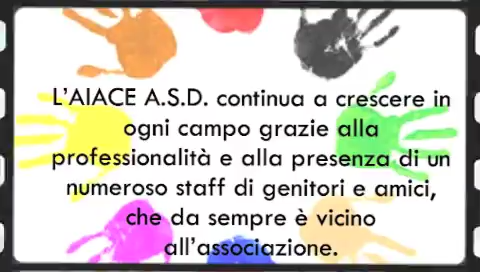 L'AIACE A.S.D. continua a crescere in
ogni campo grazie alla
professionalità e alla presenza di un
numeroso staff di genitori e amici,
che da sempre è vicino
all'associazione.